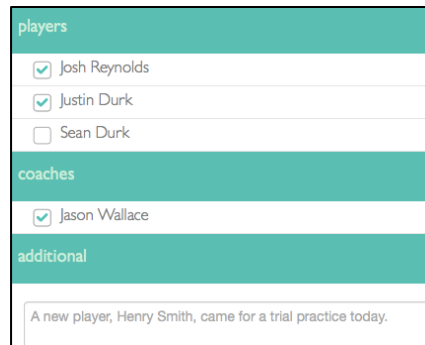 players
Josh Reynolds
Justin Durk
Sean Durk
coaches
Jason Wallace
additional
A new player, Henry Smith, came for a trial practice today.